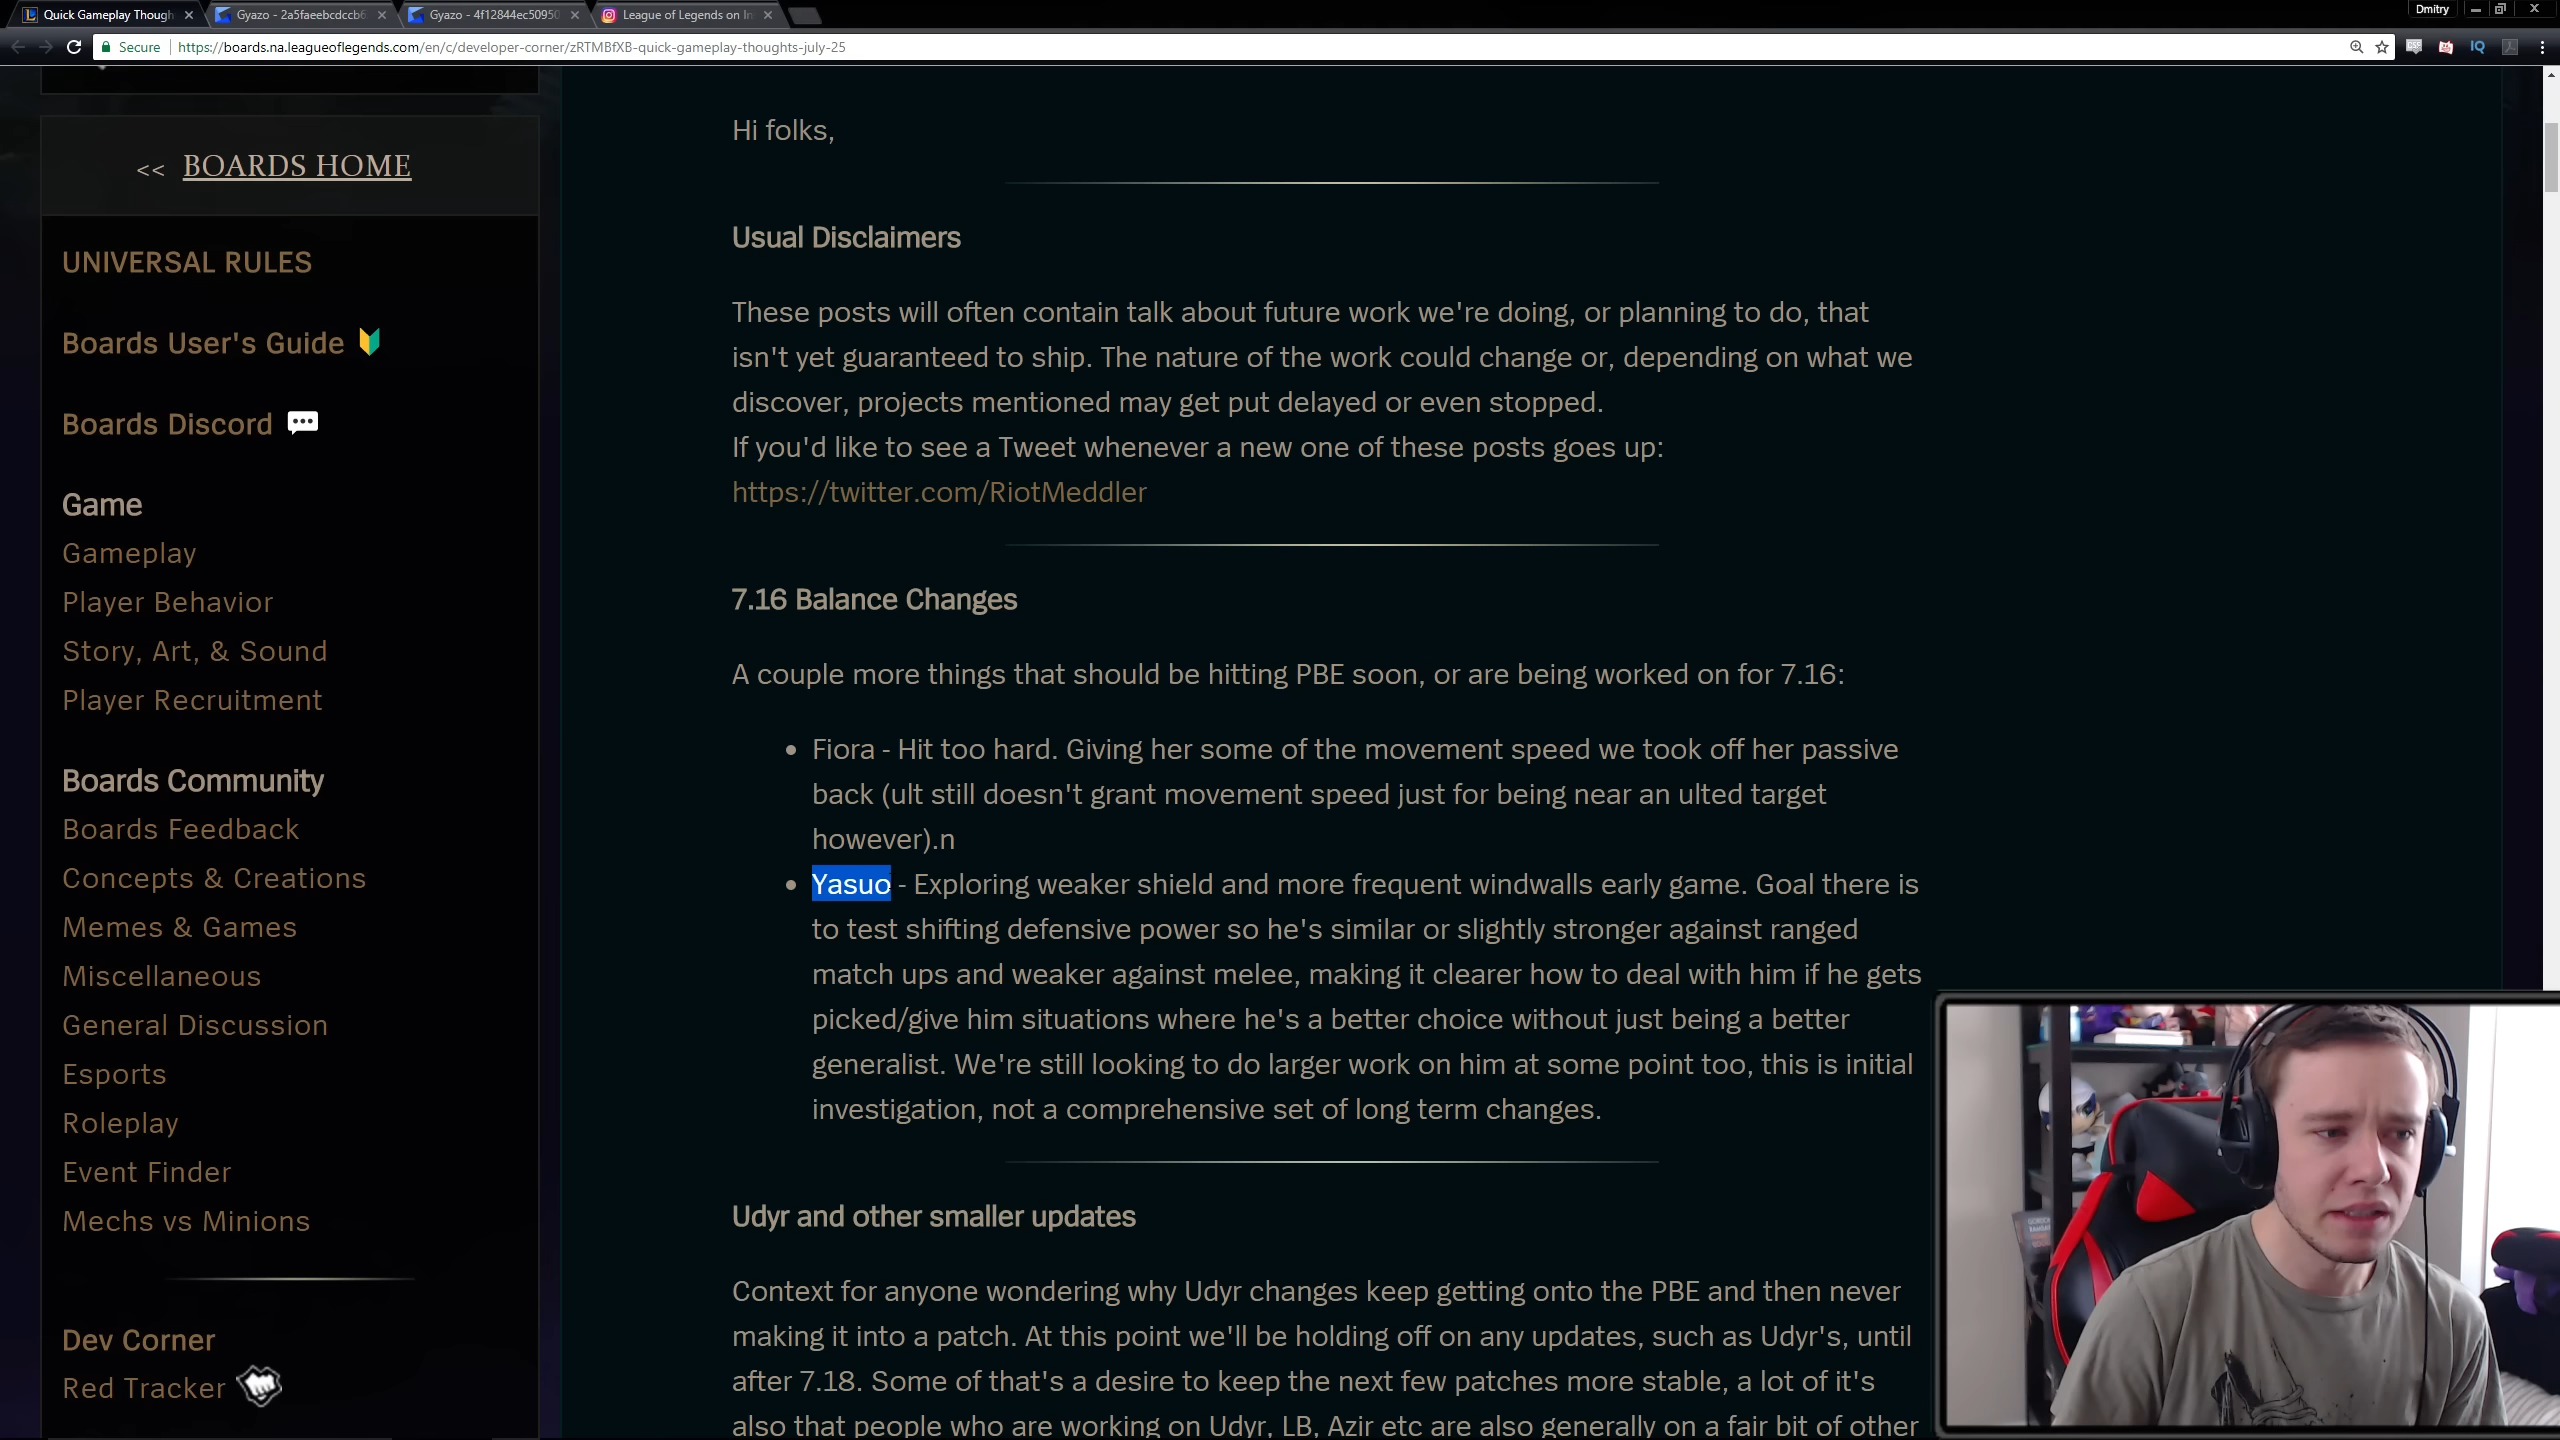 Quick Gameplay Though
Gyazo - 2a5faeebcdccb6
Gyazo - 4f12844ec50950
League of Legends on In
Dmitry
Secure
https://boards.na.leagueoflegends.com/en/c/developer-corner/zRTMBfXB-quick-gameplay-thoughts-july-25
IQ
<< BOARDS HOME
UNIVERSAL RULES
Boards User's Guide
Boards Discord
Game
Gameplay
Player Behavior
Story, Art, & Sound
Player Recruitment
Boards Community
Boards Feedback
Concepts & Creations
Memes & Games
Miscellaneous
General Discussion
Esports
Roleplay
Event Finder
Mechs vs Minions
Dev Corner
Red Tracker
Hi folks,
Usual Disclaimers
These posts will often contain talk about future work we're doing, or planning to do, that
isn't yet guaranteed to ship. The nature of the work could change or, depending on what we
discover, projects mentioned may get put delayed or even stopped.
If you'd like to see a Tweet whenever a new one of these posts goes up:
https://twitter.com/RiotMeddler
7.16 Balance Changes
A couple more things that should be hitting PBE soon, or are being worked on for 7.16:
• Fiora - Hit too hard. Giving her some of the movement speed we took off her passive
back (ult still doesn't grant movement speed just for being near an ulted target
however).n
• Yasuo - Exploring weaker shield and more frequent windwalls early game. Goal there is
to test shifting defensive power so he's similar or slightly stronger against ranged
match ups and weaker against melee, making it clearer how to deal with him if he gets
picked/give him situations where he's a better choice without just being a better
generalist. We're still looking to do larger work on him at some point too, this is initial
investigation, not a comprehensive set of long term changes.
Udyr and other smaller updates
Context for anyone wondering why Udyr changes keep getting onto the PBE and then never
making it into a patch. At this point we'll be holding off on any updates, such as Udyr's, until
after 7.18. Some of that's a desire to keep the next few patches more stable, a lot of it's
also that people who are working on Udyr, LB, Azir etc are also generally on a fair bit of other